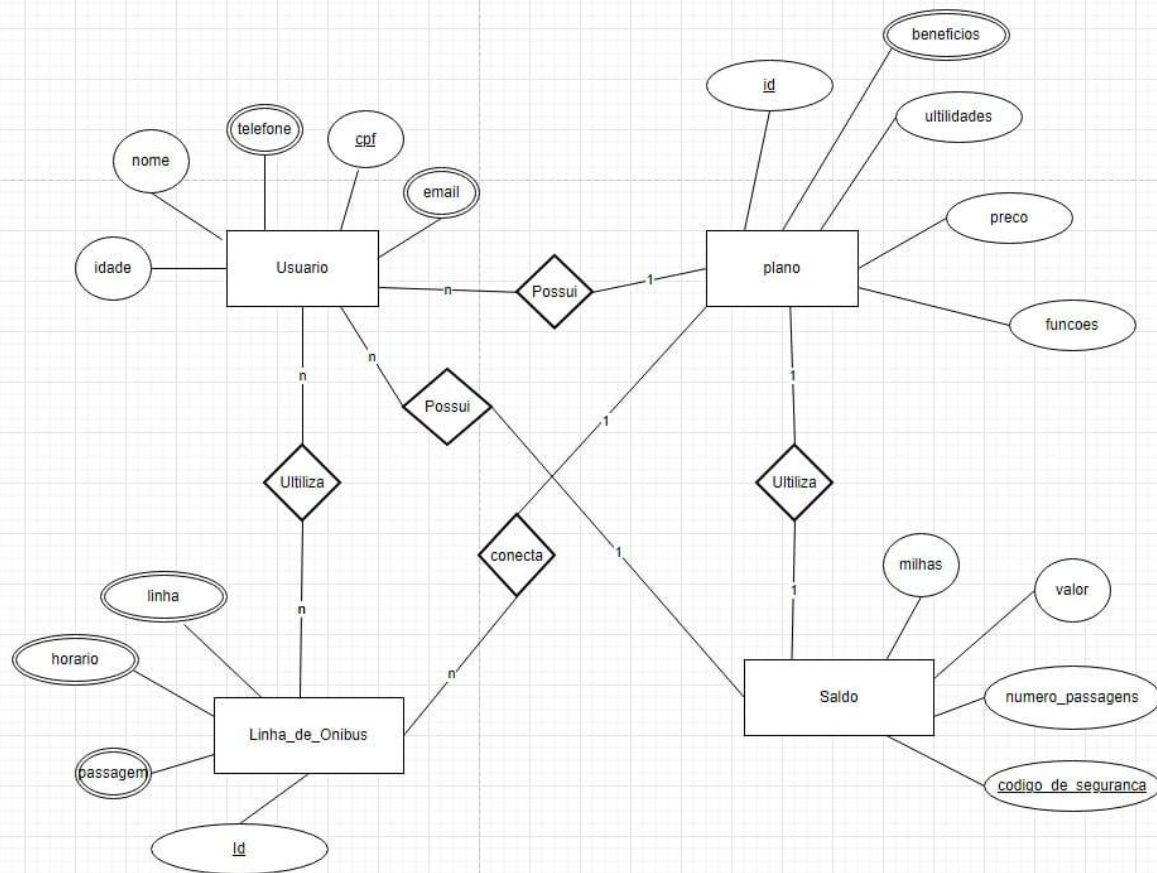 beneficios
id
ultilidades
telefone
cpf
nome
email
preco
idade
Usuario
plano
n
Possui
1
funcoes
n
n
1
1
Possui
Ultiliza
Ultiliza
conecta
1
milhas
1
valor
linha
n
horario
n
Saldo
numero_passagens
Linha_de_Onibus
passagem
codigo_de_seguranca
Id